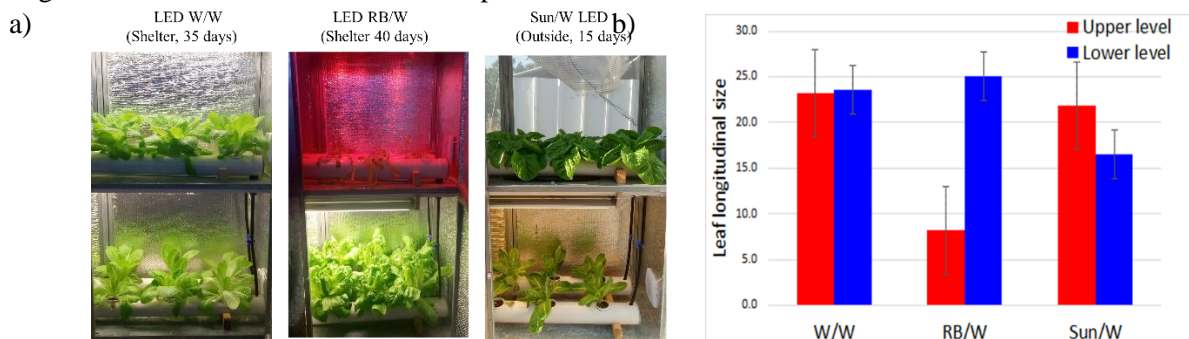 a)
LED W/W
(Shelter, 35 days)
LED RB/W
(Shelter 40 days)
Sun/W LED
(Outside, 15 days)
b)
Leaf longitudinal size
30.0
25.0
20.0
15.0
10.0
5.0
0.0
Upper level
Lower level
W/W
RB/W
Sun/W